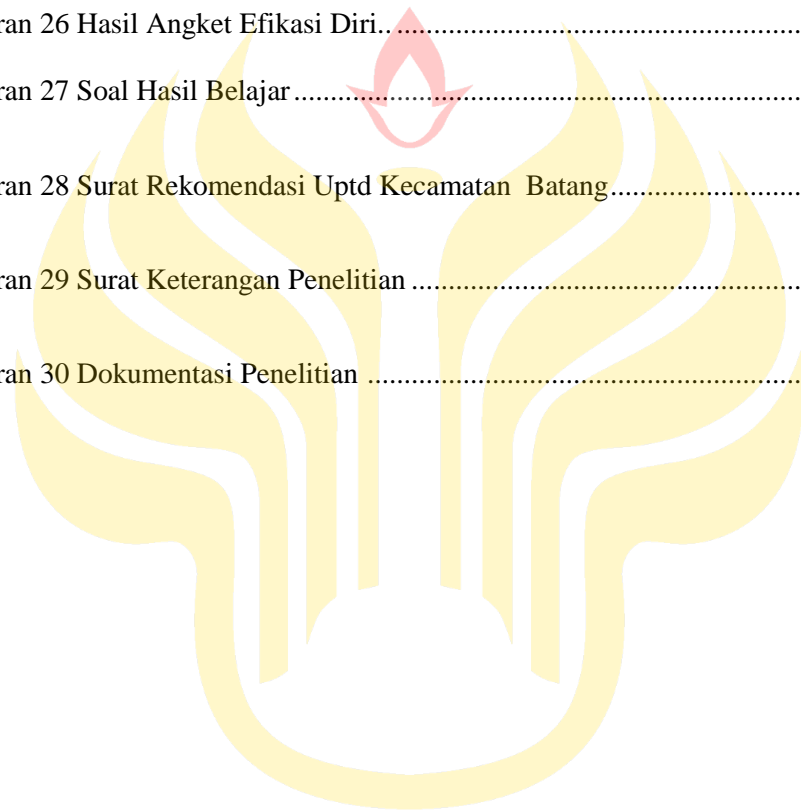 ran 26 Hasil Angket Efikasi Diri.. ..........................................................
ran 27 Soal Hasil Belajar .......................................................................
ran 28 Surat Rekomendasi Uptd Kecamatan  Batang..........................
ran 29 Surat Keterangan Penelitian ......................................................
ran 30 Dokumentasi Penelitian  ............................................................